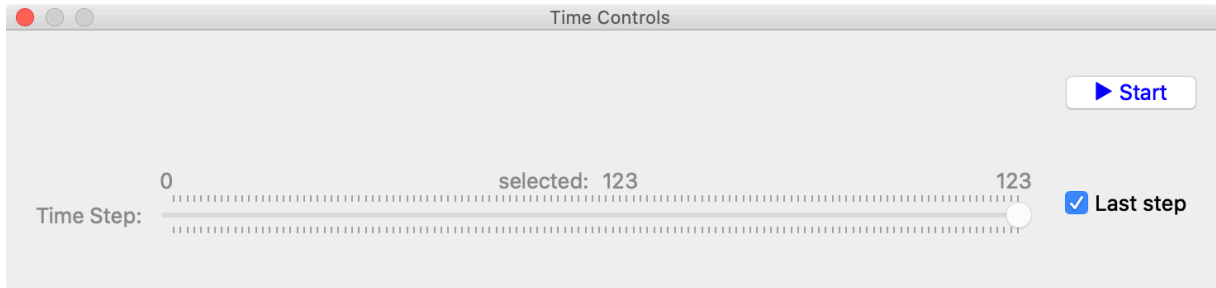 Time Controls
▶ Start
0 selected: 123 123
Time Step:
Last step